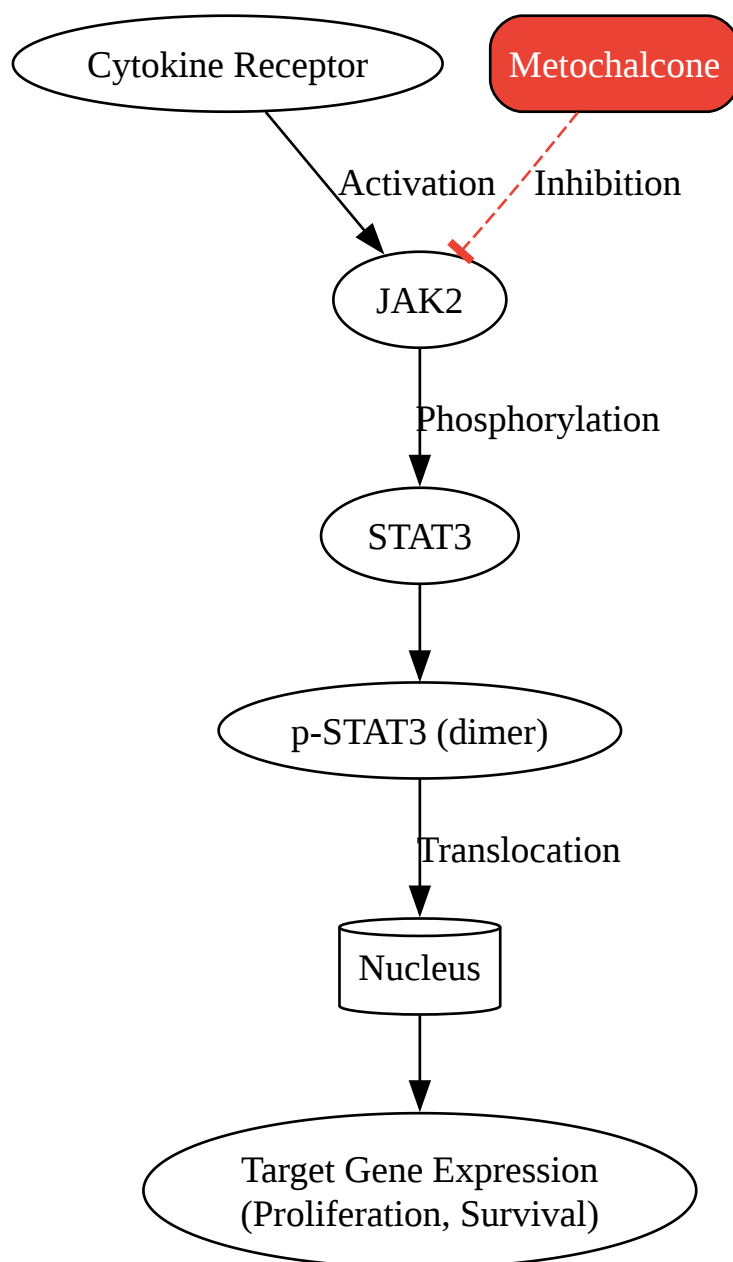 Cytokine Receptor
Metochalcone
Activation
Inhibition
JAK2
Phosphorylation
STAT3
p-STAT3 (dimer)
Translocation
Nucleus
Target Gene Expression
(Proliferation, Survival)